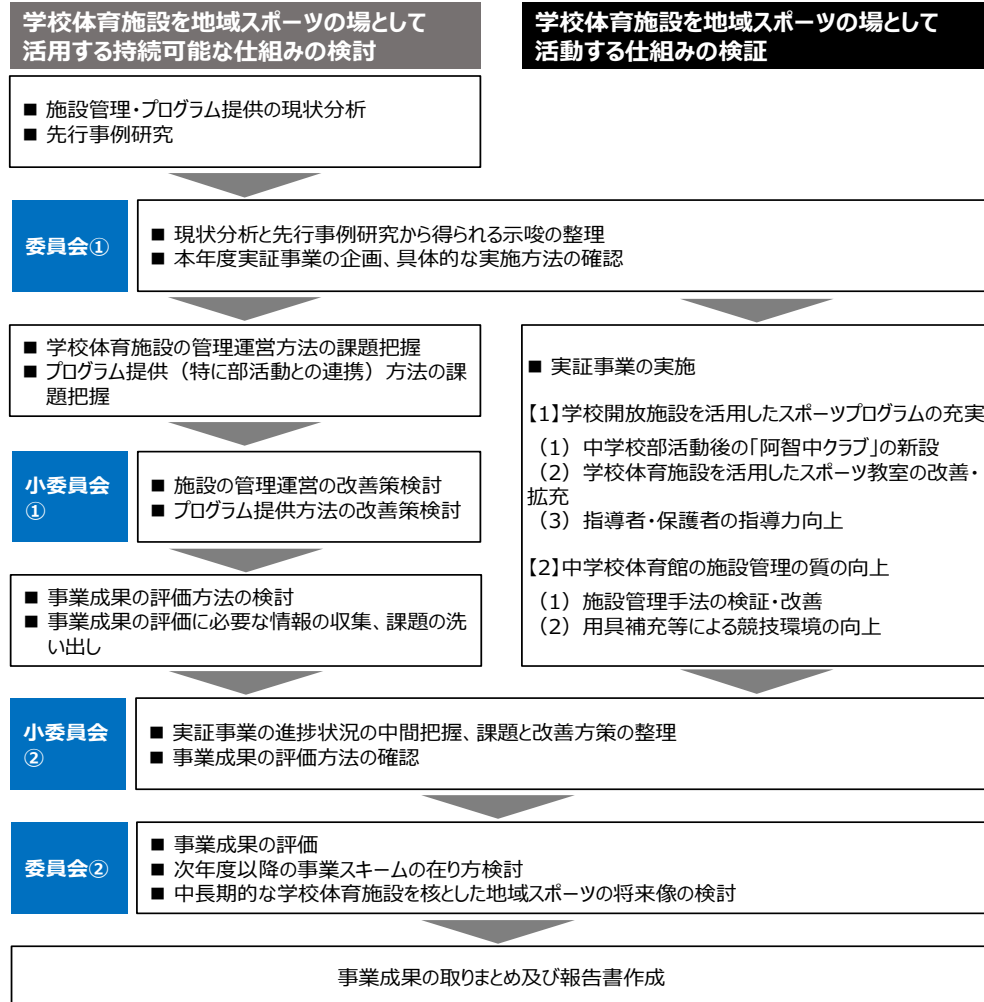 学校体育施設を地域スポーツの場として
活用する持続可能な仕組みの検討
学校体育施設を地域スポーツの場として
活動する仕組みの検証
■ 施設管理・プログラム提供の現状分析
■ 先行事例研究
委員会①
■ 現状分析と先行事例研究から得られる示唆の整理
■ 本年度実証事業の企画、具体的な実施方法の確認
■ 学校体育施設の管理運営方法の課題把握
■ プログラム提供（特に部活動との連携）方法の課
題把握
小委員会
①
■ 施設の管理運営の改善策検討
■ プログラム提供方法の改善策検討
■ 事業成果の評価方法の検討
■ 事業成果の評価に必要な情報の収集、課題の洗
い出し
■ 実証事業の実施
【1】学校開放施設を活用したスポーツプログラムの充実
（1）中学校部活動後の「阿智中クラブ」の新設
（2）学校体育施設を活用したスポーツ教室の改善・
拡充
（3）指導者・保護者の指導力向上
【2】中学校体育館の施設管理の質の向上
（1）施設管理手法の検証・改善
（2）用具補充等による競技環境の向上
小委員会
②
■ 実証事業の進捗状況の中間把握、課題と改善方策の整理
■ 事業成果の評価方法の確認
委員会②
■ 事業成果の評価
■ 次年度以降の事業スキームの在り方検討
■ 中長期的な学校体育施設を核とした地域スポーツの将来像の検討
事業成果の取りまとめ及び報告書作成